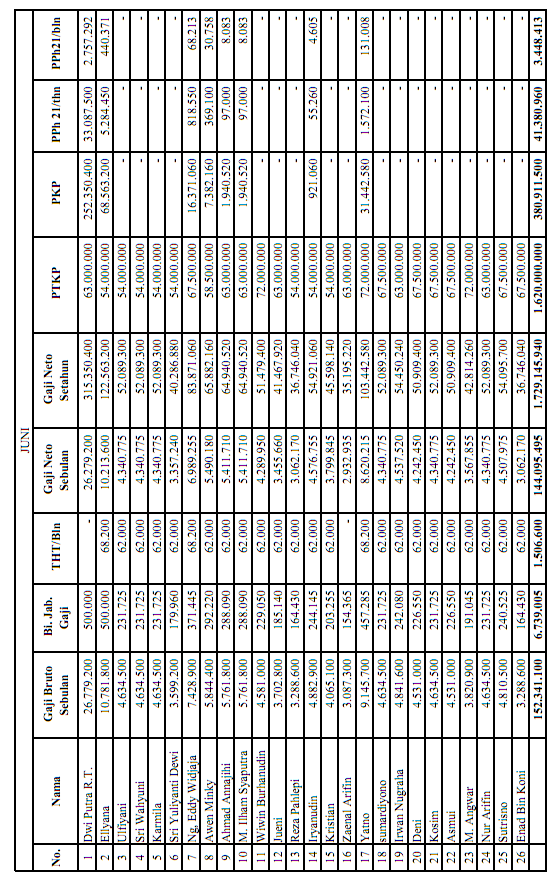 JUNI
No. Nama Gaji Bruto Sebulan Bi. Jab. Gaji THT/Bln Gaji Neto Sebulan Gaji Neto Setahun PTKP PKP PPh 21/thn PPh21/bln
1 Dwi Putra R.T. 26.779.200 500.000 - 26.279.200 315.350.400 63.000.000 252.350.400 33.087.500 2.757.292
2 Ellyana 10.781.800 500.000 68.200 10.213.600 122.563.200 54.000.000 68.563.200 5.284.450 440.371
3 Ulfiyani 4.634.500 231.725 62.000 4.340.775 52.089.300 54.000.000 - - -
4 Sri Wahyuni 4.634.500 231.725 62.000 4.340.775 52.089.300 54.000.000 - - -
5 Karmila 4.634.500 231.725 62.000 4.340.775 52.089.300 54.000.000 - - -
6 Sri Yuliyanti Dewi 3.599.200 179.960 62.000 3.357.240 40.286.880 54.000.000 - - -
7 Ng. Eddy Widjaja 7.428.900 371.445 68.200 6.989.255 83.871.060 67.500.000 16.371.060 818.550 68.213
8 Awen Minky 5.844.400 292.220 62.000 5.490.180 65.882.160 58.500.000 7.382.160 369.100 30.758
9 Ahmad Annajihi 5.761.800 288.090 62.000 5.411.710 64.940.520 63.000.000 1.940.520 97.000 8.083
10 M. Ilham Syaputra 5.761.800 288.090 62.000 5.411.710 64.940.520 63.000.000 1.940.520 97.000 8.083
11 Wiwin Burhanudin 4.581.000 229.050 62.000 4.289.950 51.479.400 72.000.000 - - -
12 Jueni 3.702.800 185.140 62.000 3.455.660 41.467.920 63.000.000 - - -
13 Reza Pahlepi 3.288.600 164.430 62.000 3.062.170 36.746.040 54.000.000 - - -
14 Iryanudin 4.882.900 244.145 62.000 4.576.755 54.921.060 54.000.000 921.060 55.260 4.605
15 Kristian 4.065.100 203.255 62.000 3.799.845 45.598.140 54.000.000 - - -
16 Zaenal Arifin 3.087.300 154.365 - 2.932.935 35.195.220 63.000.000 - - -
17 Yatno 9.145.700 457.285 68.200 8.620.215 103.442.580 72.000.000 31.442.580 1.572.100 131.008
18 sumardiyono 4.634.500 231.725 62.000 4.340.775 52.089.300 67.500.000 - - -
19 Irwan Nugraha 4.841.600 242.080 62.000 4.537.520 54.450.240 63.000.000 - - -
20 Deni 4.531.000 226.550 62.000 4.242.450 50.909.400 67.500.000 - - -
21 Kosim 4.634.500 231.725 62.000 4.340.775 52.089.300 67.500.000 - - -
22 Asmui 4.531.000 226.550 62.000 4.242.450 50.909.400 67.500.000 - - -
23 M. Angwar 3.820.900 191.045 62.000 3.567.855 42.814.260 72.000.000 - - -
24 Nur Arifin 4.634.500 231.725 62.000 4.340.775 52.089.300 63.000.000 - - -
25 Sutrisno 4.810.500 240.525 62.000 4.507.975 54.095.700 67.500.000 - - -
26 Enad Bin Koni 3.288.600 164.430 62.000 3.062.170 36.746.040 67.500.000 - - -
152.341.100 6.739.005 1.506.600 144.095.495 1.729.145.940 1.620.000.000 380.911.500 41.380.960 3.448.413